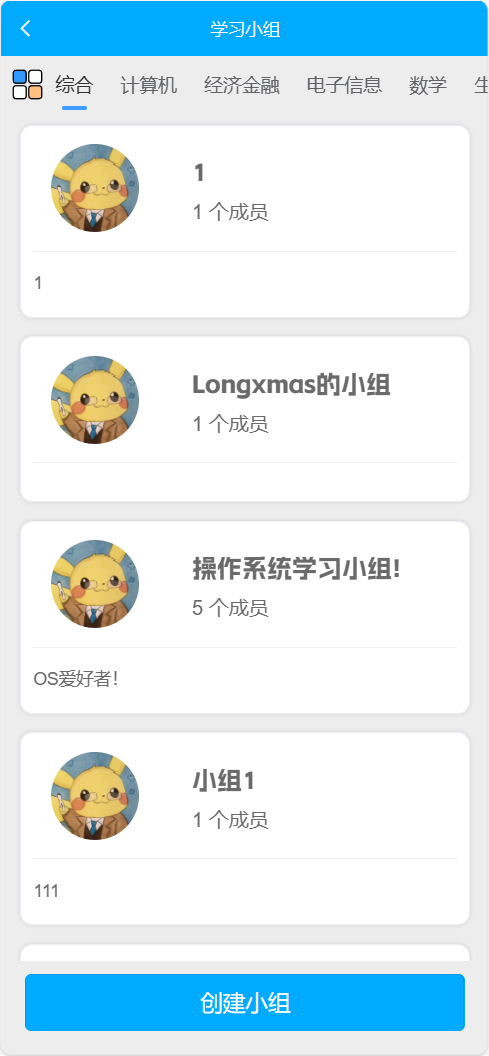 学习小组
综合 计算机 经济金融 电子信息 数学 生
1
1 个成员
1
Longxmas的小组
1 个成员
操作系统学习小组!
5 个成员
OS爱好者!
小组1
1 个成员
111
创建小组